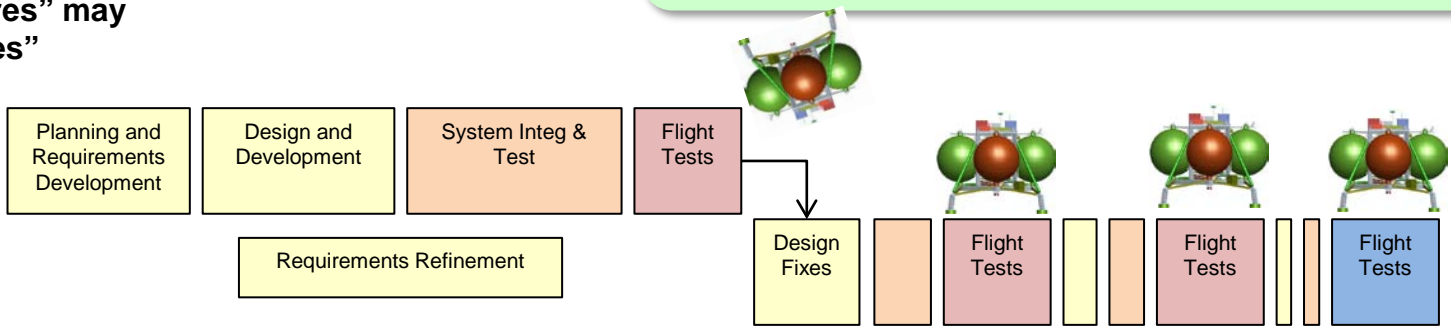 may
es”
Planning and
Requirements
Development
Design and
Development
System Integ &
Test
Flight
Tests
Requirements Refinement
Design
Fixes
Flight
Tests
Flight
Tests
Flight
Tests